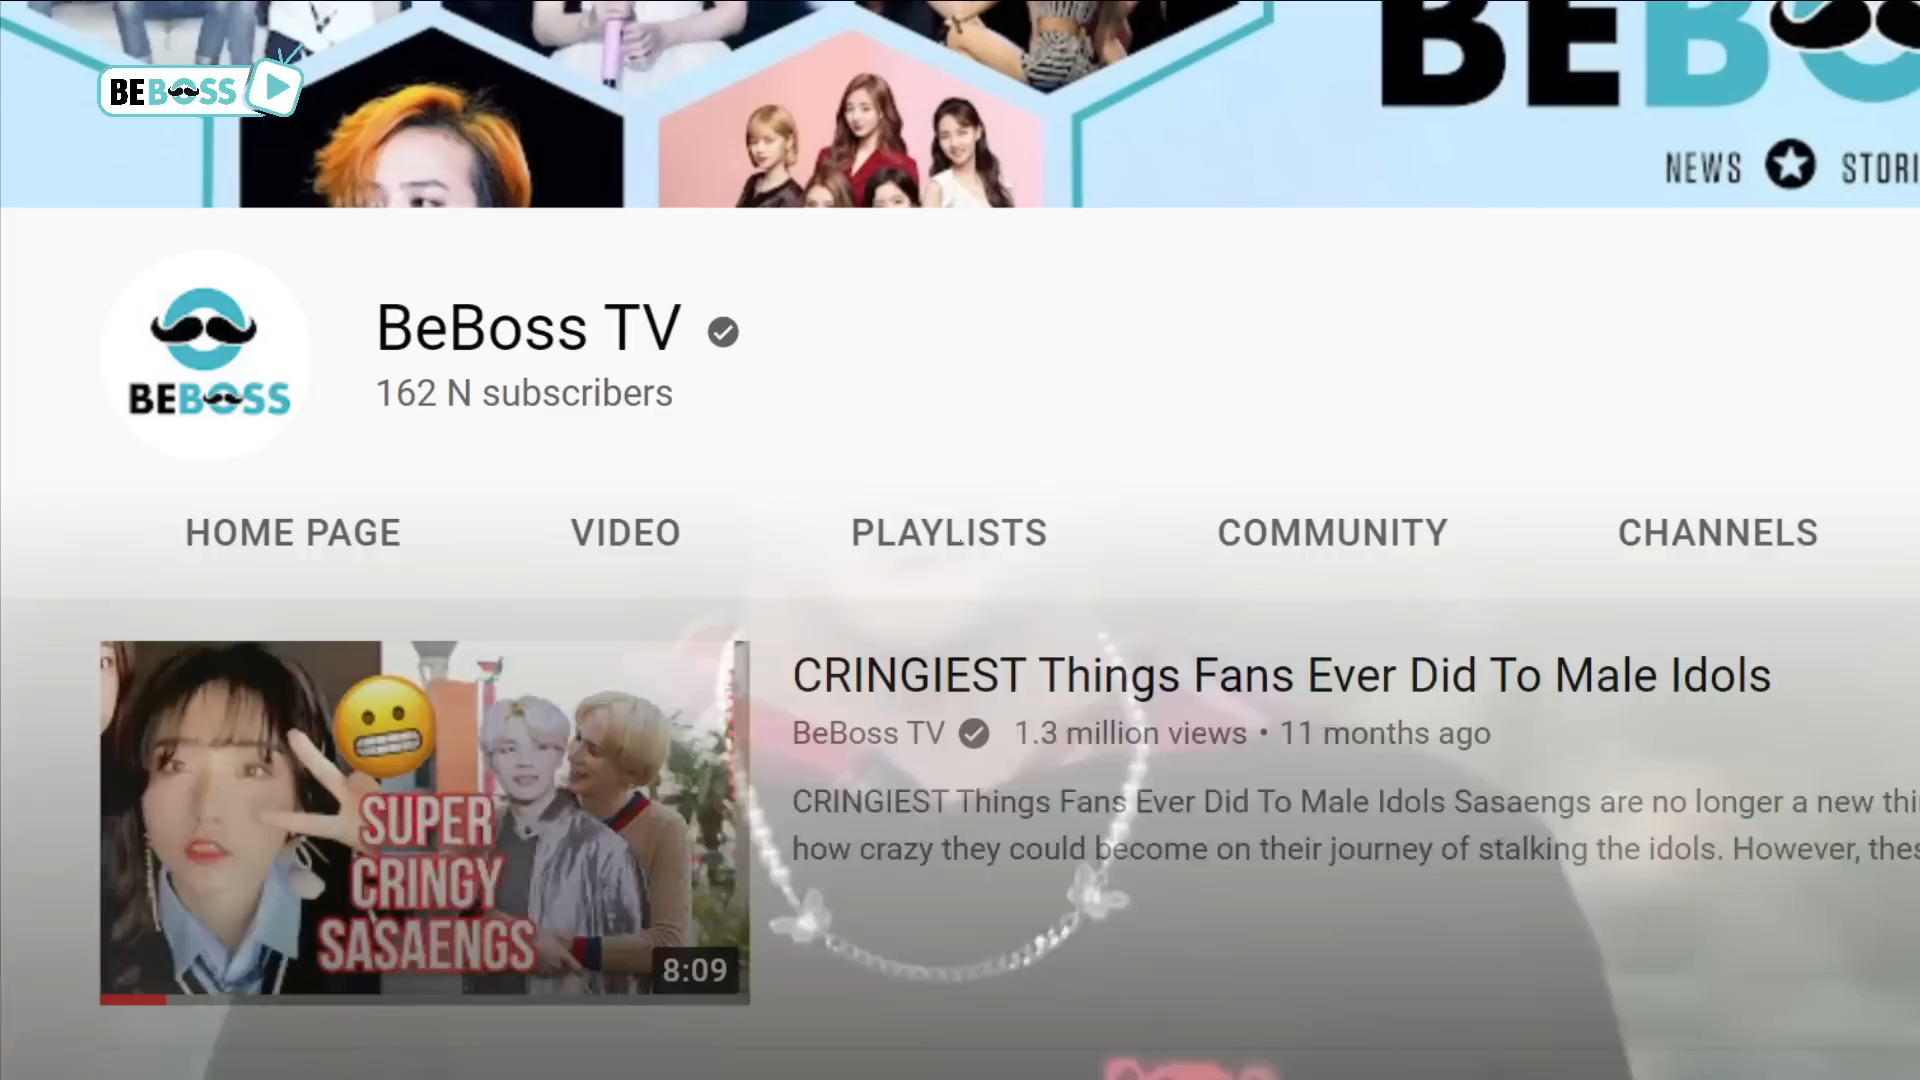 BEBOSS
BEB
NEWS STORI
BeBoss TV
162 N subscribers
BEBOSS
HOME PAGE VIDEO PLAYLISTS COMMUNITY CHANNELS
SUPER
CRINGY
SASAENGS
8:09
CRINGIEST Things Fans Ever Did To Male Idols
BeBoss TV 1.3 million views • 11 months ago
CRINGIEST Things Fans Ever Did To Male Idols Sasaengs are no longer a new thi
how crazy they could become on their journey of stalking the idols. However, thes